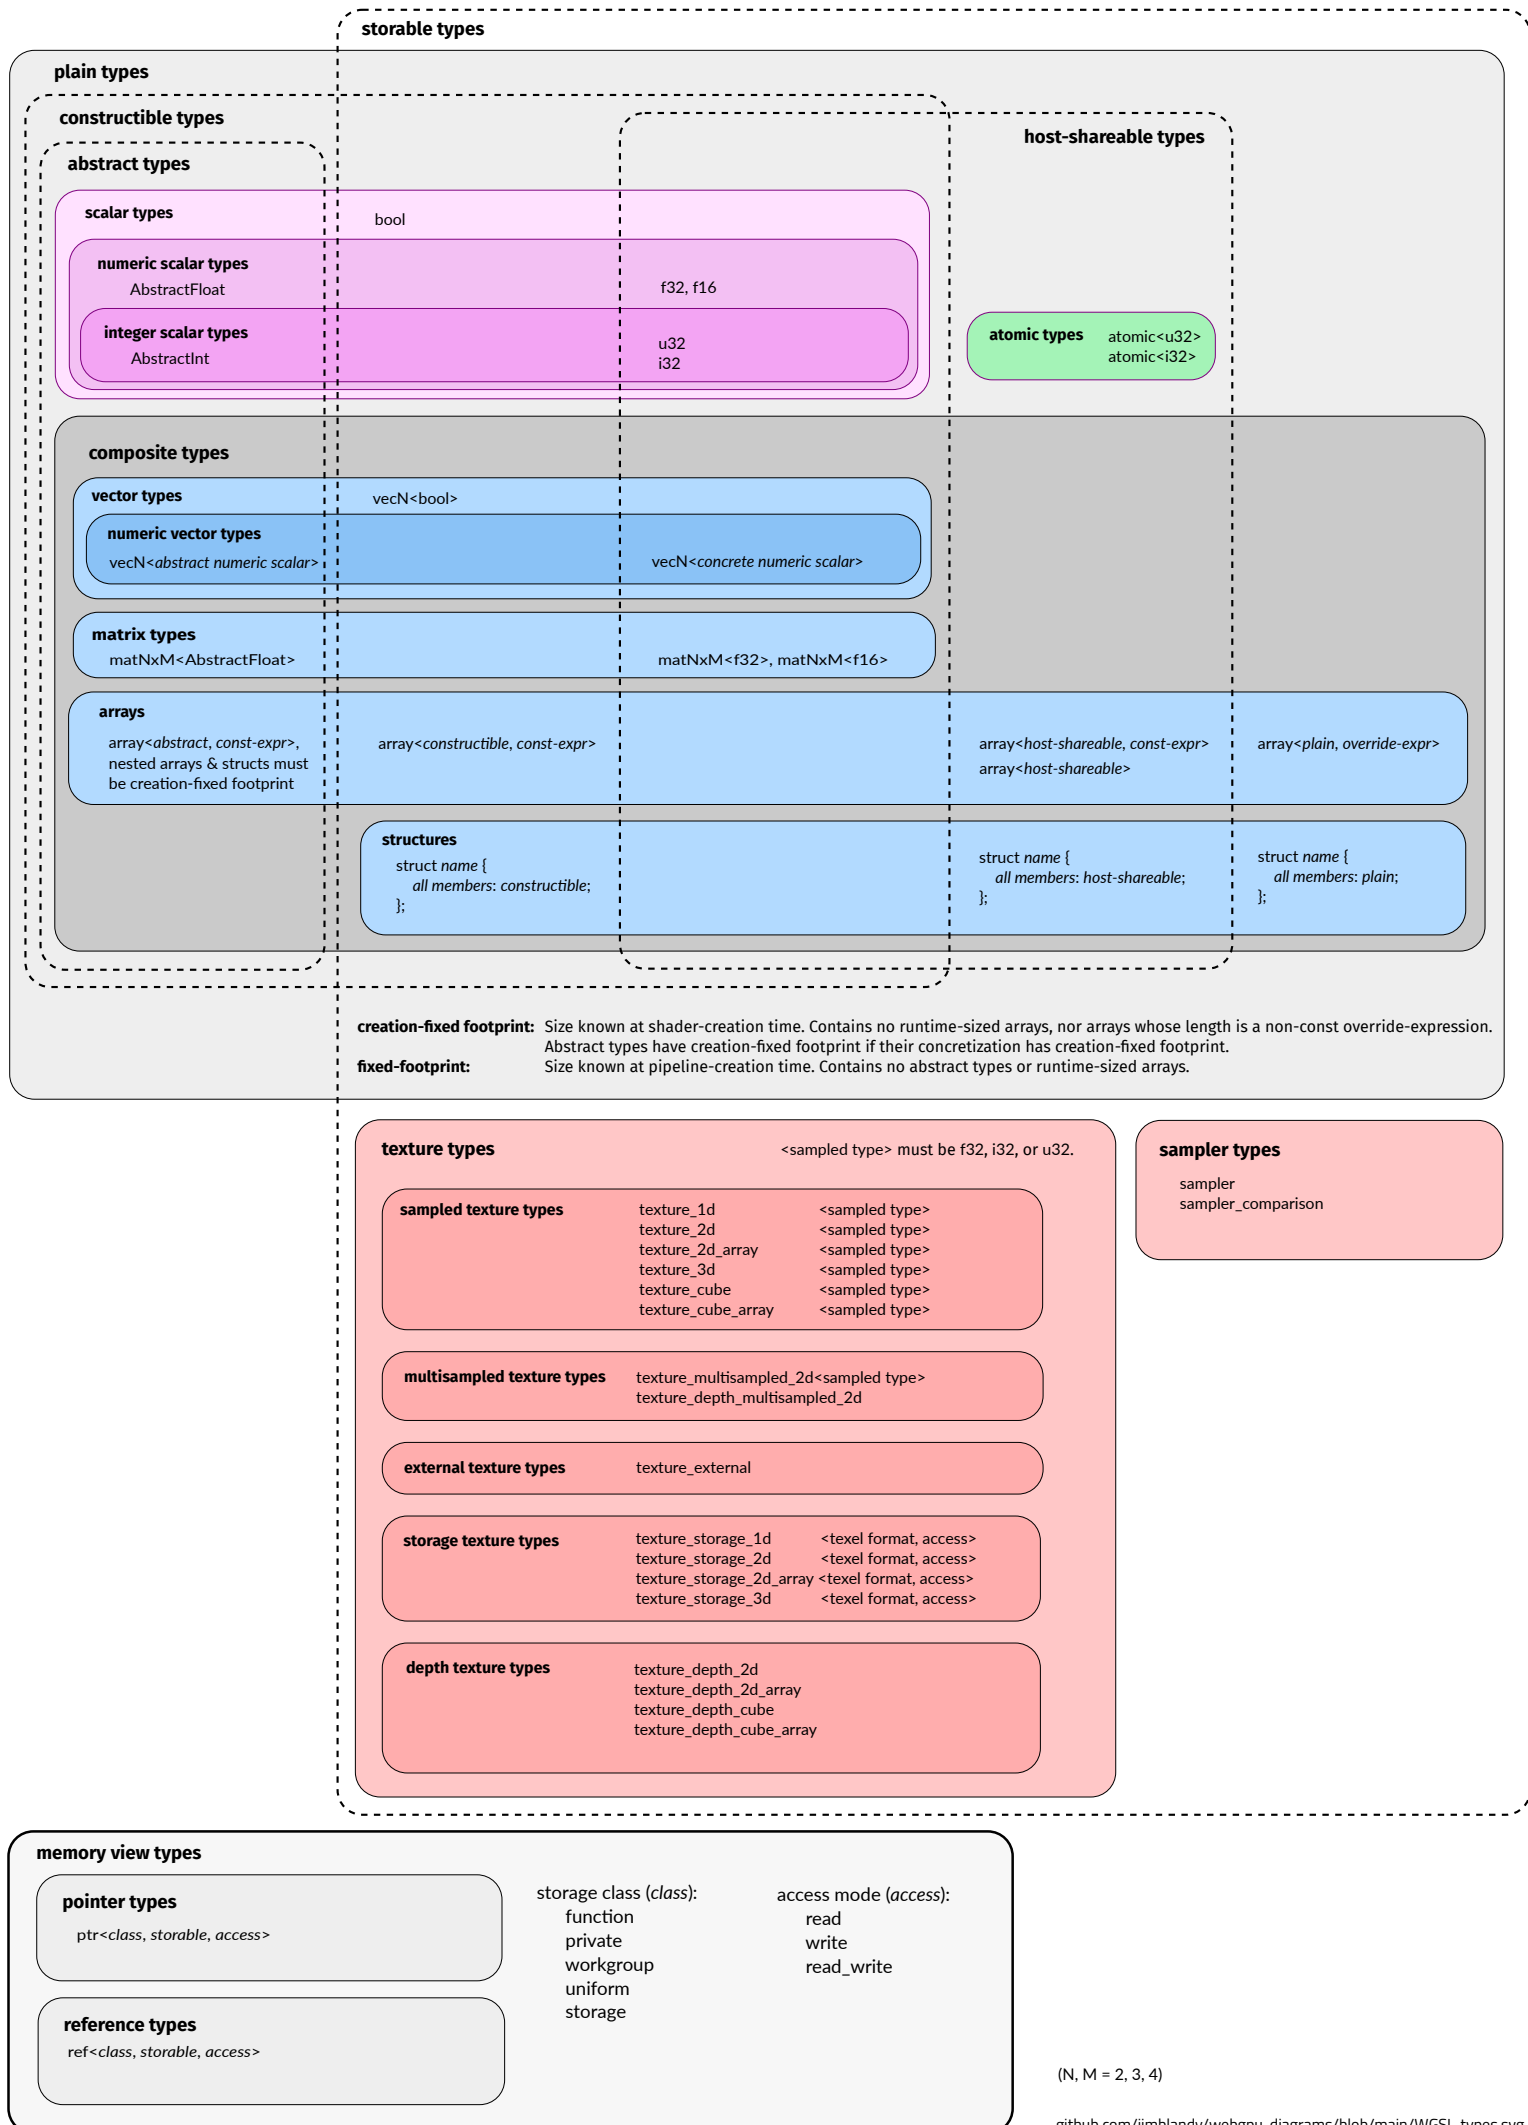 storable types
plain types
constructible types
host-shareable types
abstract types
scalar types
bool
numeric scalar types
AbstractFloat
f32, f16
integer scalar types
AbstractInt
u32
i32
atomic types
atomic<u32>
atomic<i32>
composite types
vector types
vecN<bool>
numeric vector types
vecN<abstract numeric scalar>
vecN<concrete numeric scalar>
matrix types
matNxM<AbstractFloat>
matNxM<f32>, matNxM<f16>
arrays
array<abstract, const-expr>,
nested arrays & structs must
be creation-fixed footprint
array<constructible, const-expr>
array<host-shareable, const-expr>
array<host-shareable>
array<plain, override-expr>
structures
struct name {
all members: constructible;
};
struct name {
all members: host-shareable;
};
struct name {
all members: plain;
};
creation-fixed footprint: Size known at shader-creation time. Contains no runtime-sized arrays, nor arrays whose length is a non-const override-expression.
Abstract types have creation-fixed footprint if their concretization has creation-fixed footprint.
fixed-footprint: Size known at pipeline-creation time. Contains no abstract types or runtime-sized arrays.
texture types
<sampled type> must be f32, i32, or u32.
sampled texture types
texture_1d <sampled type>
texture_2d <sampled type>
texture_2d_array <sampled type>
texture_3d <sampled type>
texture_cube <sampled type>
texture_cube_array <sampled type>
multisampled texture types
texture_multisampled_2d<sampled type>
texture_depth_multisampled_2d
external texture types
texture_external
storage texture types
texture_storage_1d <texel format, access>
texture_storage_2d <texel format, access>
texture_storage_2d_array <texel format, access>
texture_storage_3d <texel format, access>
depth texture types
texture_depth_2d
texture_depth_2d_array
texture_depth_cube
texture_depth_cube_array
sampler types
sampler
sampler_comparison
memory view types
pointer types
ptr<class, storable, access>
reference types
ref<class, storable, access>
storage class (class):
function
private
workgroup
uniform
storage
access mode (access):
read
write
read_write
(N, M = 2, 3, 4)
github.com/jimblandy/webgpu-diagrams/blob/main/WGSL-types.svg